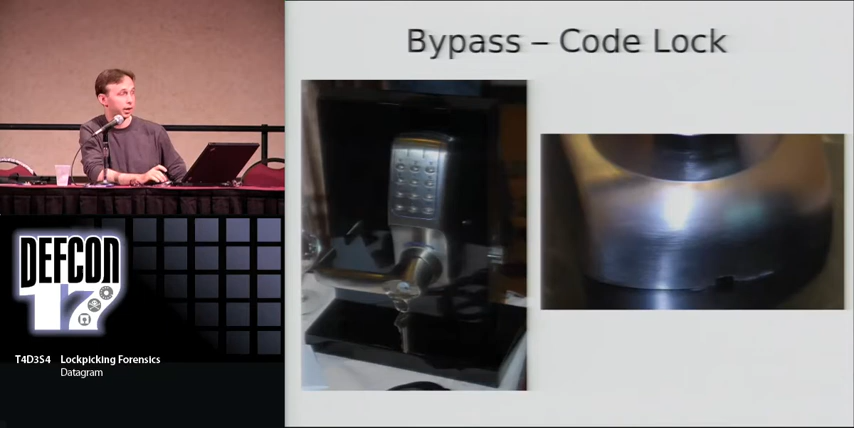 Bypass – Code Lock
DEFCON
17
T4D3S4 Lockpicking Forensics
Datagram